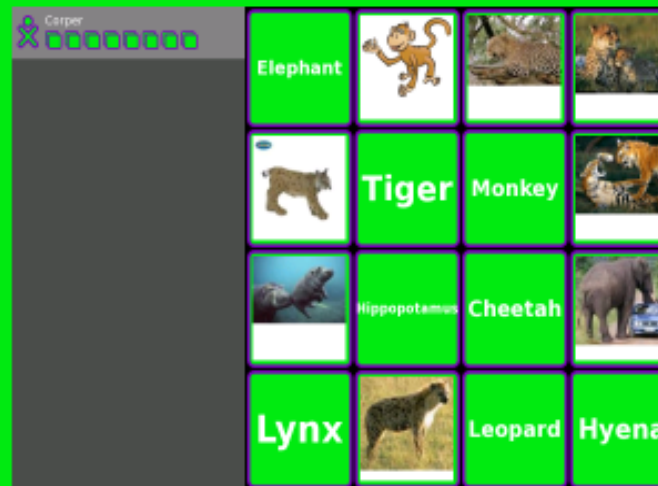 Corper
Elephant
Tiger
Monkey
Hippopotamus
Cheetah
Lynx
Leopard
Hyena